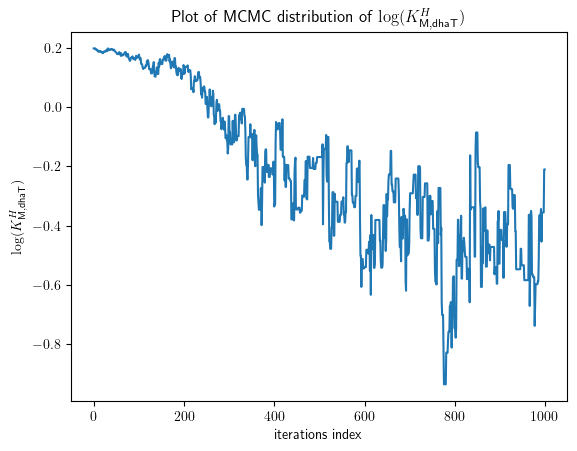 Plot of MCMC distribution of log(K^H_{M,dhaT})
log(K^H_{M,dhaT})
0.2
0.0
−0.2
−0.4
−0.6
−0.8
0 200 400 600 800 1000
iterations index